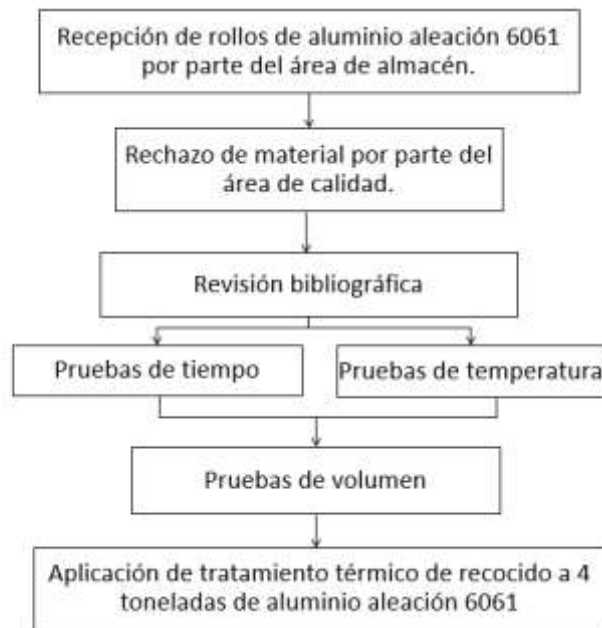 Recepción de rollos de aluminio aleación 6061
por parte del área de almacén.
Rechazo de material por parte del
área de calidad.
Revisión bibliográfica
Pruebas de tiempo
Pruebas de temperatura
Pruebas de volumen
Aplicación de tratamiento térmico de recocido a 4
toneladas de aluminio aleación 6061